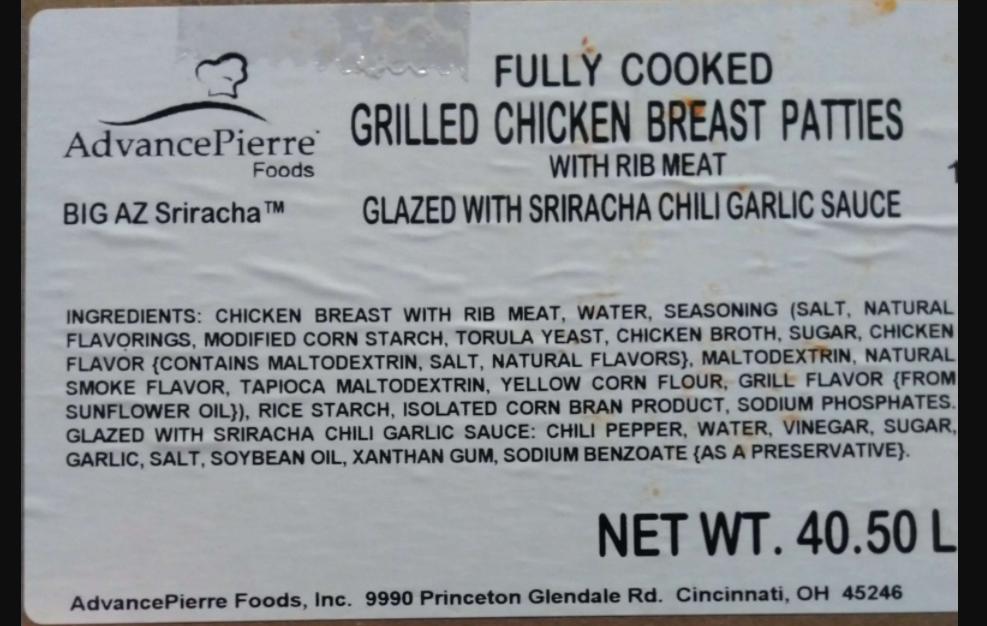 AdvancePierre
Foods
BIG AZ Sriracha™
FULLY COOKED
GRILLED CHICKEN BREAST PATTIES
WITH RIB MEAT
GLAZED WITH SRIRACHA CHILI GARLIC SAUCE
INGREDIENTS: CHICKEN BREAST WITH RIB MEAT, WATER, SEASONING (SALT, NATURAL
FLAVORINGS, MODIFIED CORN STARCH, TORULA YEAST, CHICKEN BROTH, SUGAR, CHICKEN
FLAVOR {CONTAINS MALTODEXTRIN, SALT, NATURAL FLAVORS}, MALTODEXTRIN, NATURAL
SMOKE FLAVOR, TAPIOCA MALTODEXTRIN, YELLOW CORN FLOUR, GRILL FLAVOR {FROM
SUNFLOWER OIL}), RICE STARCH, ISOLATED CORN BRAN PRODUCT, SODIUM PHOSPHATES.
GLAZED WITH SRIRACHA CHILI GARLIC SAUCE: CHILI PEPPER, WATER, VINEGAR, SUGAR,
GARLIC, SALT, SOYBEAN OIL, XANTHAN GUM, SODIUM BENZOATE {AS A PRESERVATIVE}.
NET WT. 40.50 L
AdvancePierre Foods, Inc. 9990 Princeton Glendale Rd. Cincinnati, OH 45246